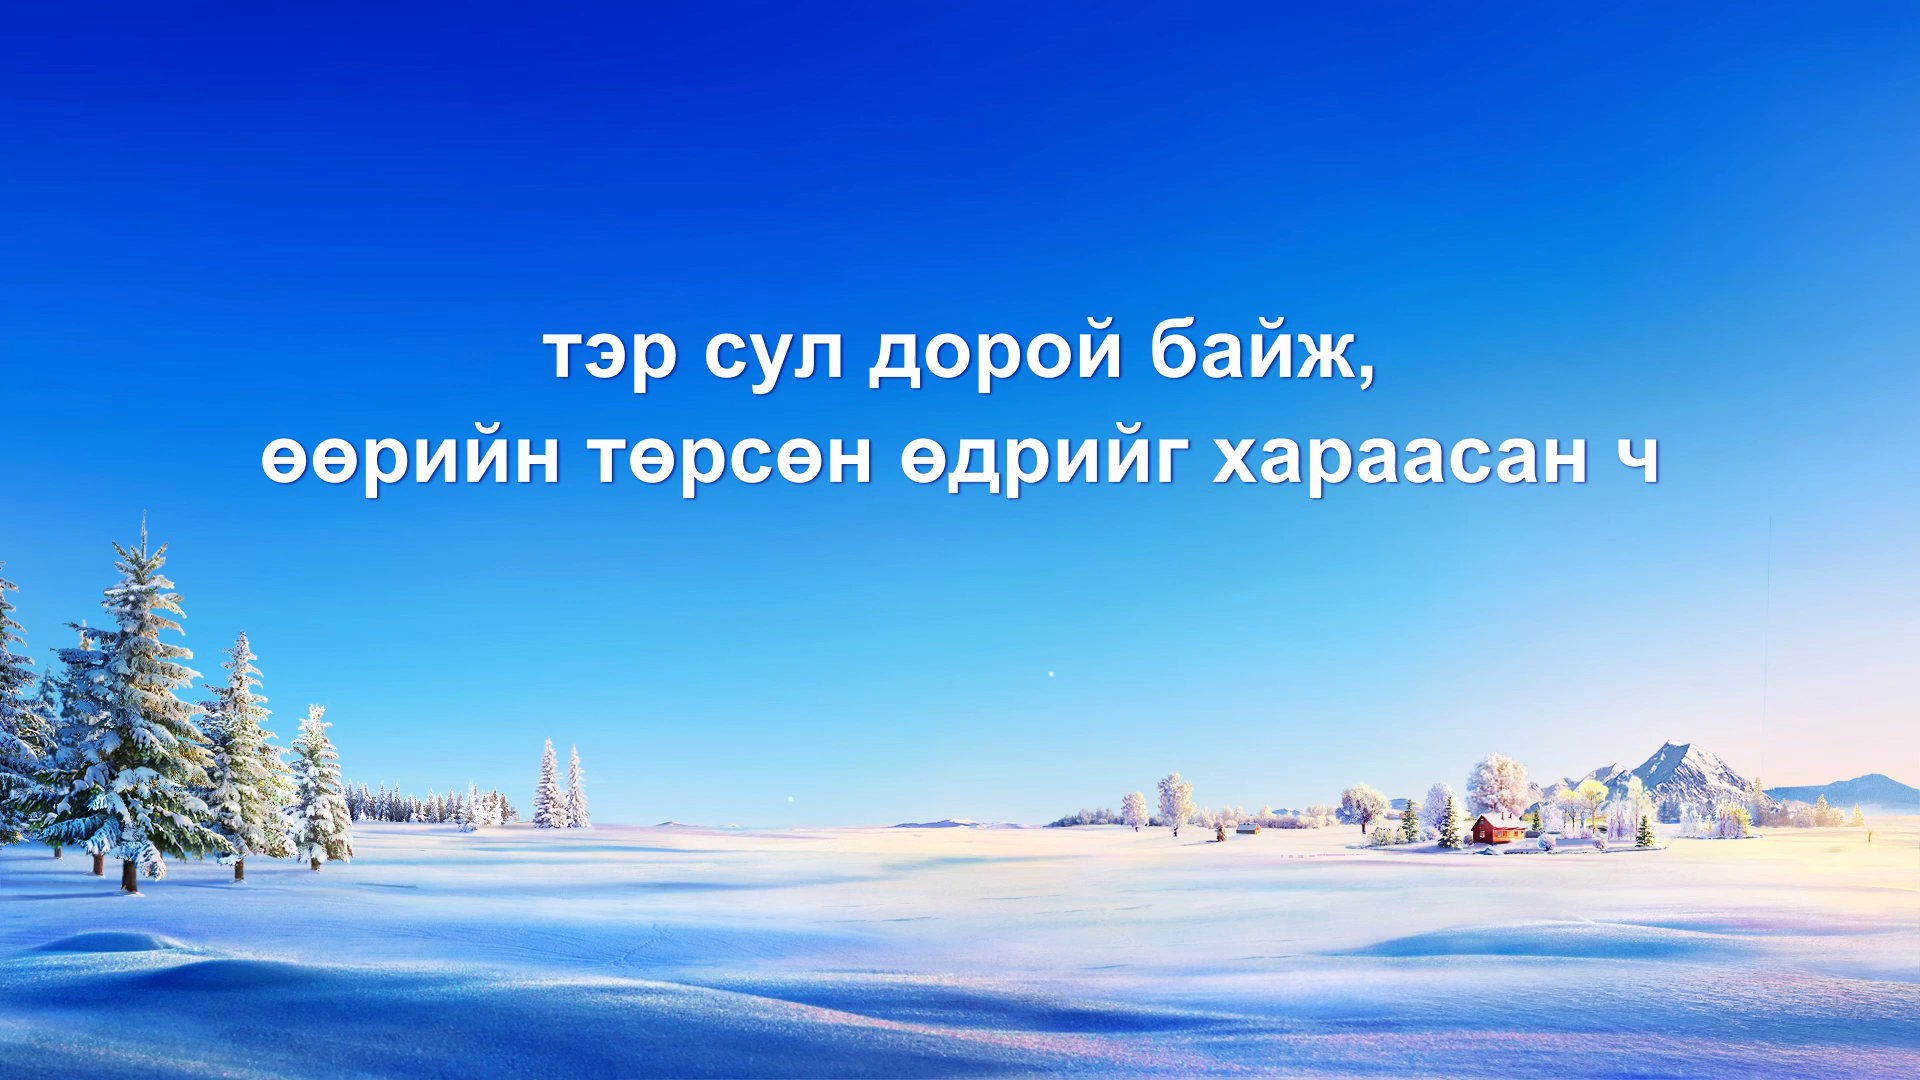 тэр сул дорой байж,
өөрийн төрсөн өдрийг хараасан ч